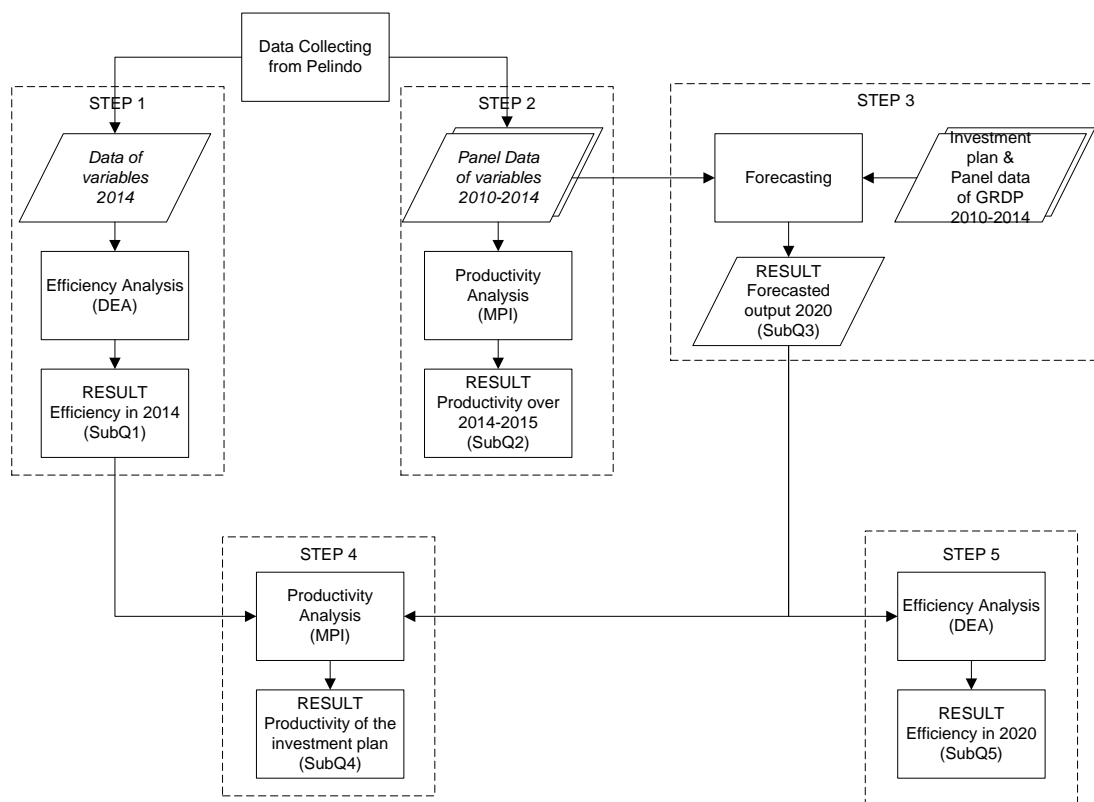 Data Collecting
from Pelindo
STEP 1
Data of
variables
2014
Efficiency Analysis
(DEA)
RESULT
Efficiency in 2014
(SubQ1)
STEP 2
Panel Data
of variables
2010-2014
Productivity
Analysis
(MPI)
RESULT
Productivity over
2014-2015
(SubQ2)
STEP 3
Forecasting
Investment
plan &
Panel data
of GRDP
2010-2014
RESULT
Forecasted
output 2020
(SubQ3)
STEP 4
Productivity
Analysis
(MPI)
RESULT
Productivity of the
investment plan
(SubQ4)
STEP 5
Efficiency Analysis
(DEA)
RESULT
Efficiency in 2020
(SubQ5)